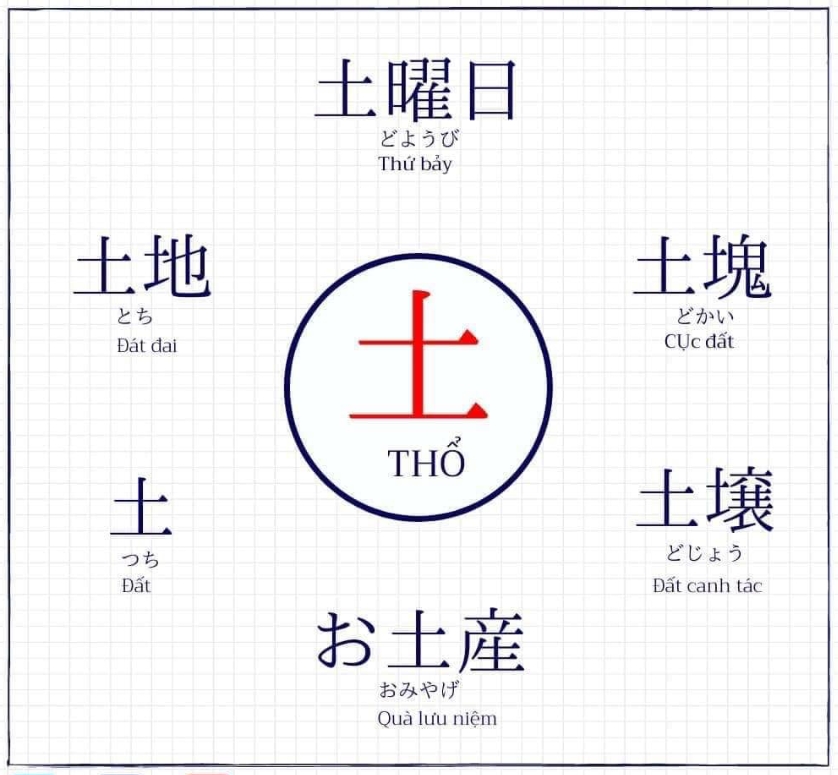 土曜日
どようび
Thứ bảy
土地
とち
Đát đai
土塊
どかい
CỤc đất
土
THỔ
土
つち
Đất
土壌
どじょう
Đất canh tác
お土産
おみやげ
Quà lưu niệm